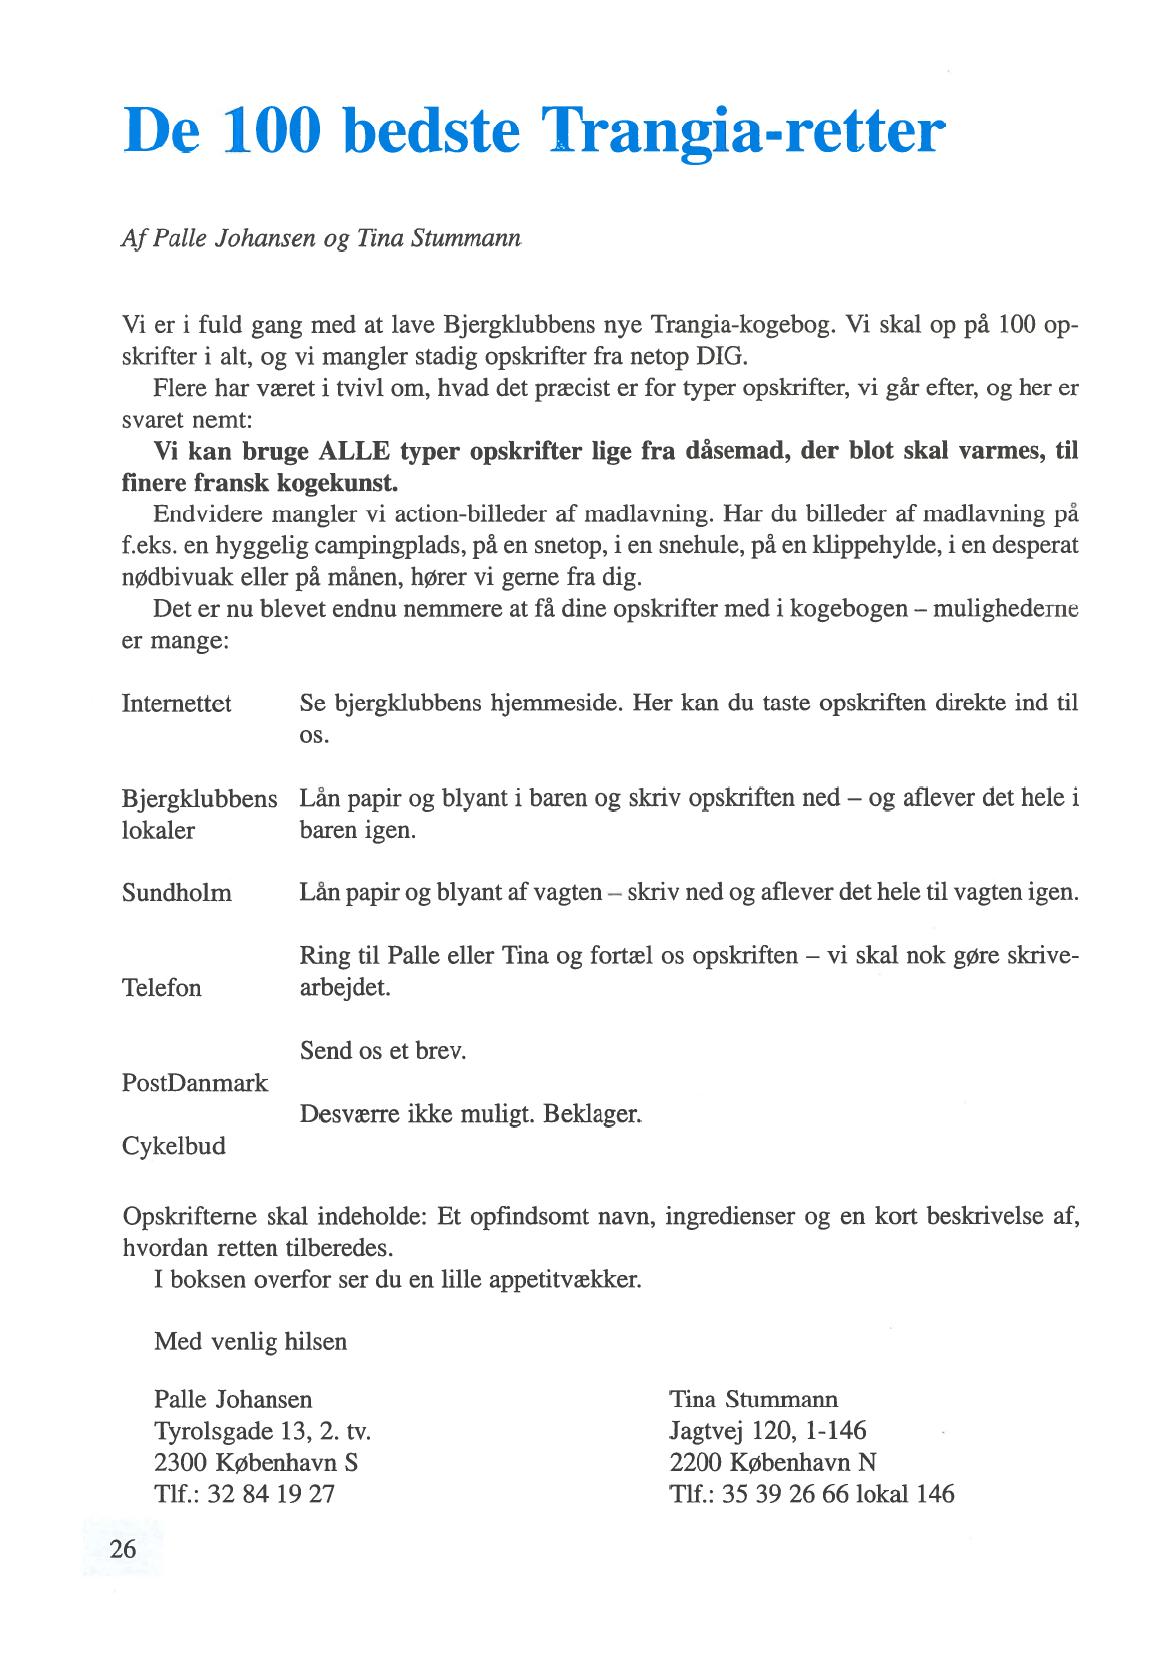 De 100 bedste Trangia-retter
Af Palle Johansen og Tina Stummann
Vi er i fuld gang med at lave Bjergklubbens nye Trangia-kogebog. Vi skal op på 100 op-
skrifter i alt, og vi mangler stadig opskrifter fra netop DIG.
Flere har været i tvivl om, hvad det præcist er for typer opskrifter, vi går efter, og her er
svaret nemt:
Vi kan bruge ALLE typer opskrifter lige fra dåsemad, der blot skal varmes, til
finere fransk kogekunst.
Endvidere mangler vi action-billeder af madlavning. Har du billeder af madlavning på
f.eks. en hyggelig campingplads, på en snetop, i en snehule, på en klippehylde, i en desperat
nødbivuak eller på månen, hører vi gerne fra dig.
Det er nu blevet endnu nemmere at få dine opskrifter med i kogebogen – mulighederne
er mange:
Internettet Se bjergklubbens hjemmeside. Her kan du taste opskriften direkte ind til
os.
Bjergklubbens Lån papir og blyant i baren og skriv opskriften ned – og aflever det hele i
lokaler baren igen.
Sundholm Lån papir og blyant af vagten – skriv ned og aflever det hele til vagten igen.
Ring til Palle eller Tina og fortæl os opskriften – vi skal nok gøre skrive-
Telefon arbejdet.
Send os et brev.
PostDanmark
Desværre ikke muligt. Beklager.
Cykelbud
Opskrifterne skal indeholde: Et opfindsomt navn, ingredienser og en kort beskrivelse af,
hvordan retten tilberedes.
I boksen overfor ser du en lille appetitvækker.
Med venlig hilsen
Palle Johansen
Tyrolsgade 13, 2. tv.
2300 København S
Tlf.: 32 84 19 27
Tina Stummann
Jagtvej 120, 1-146
2200 København N
Tlf.: 35 39 26 66 lokal 146
26